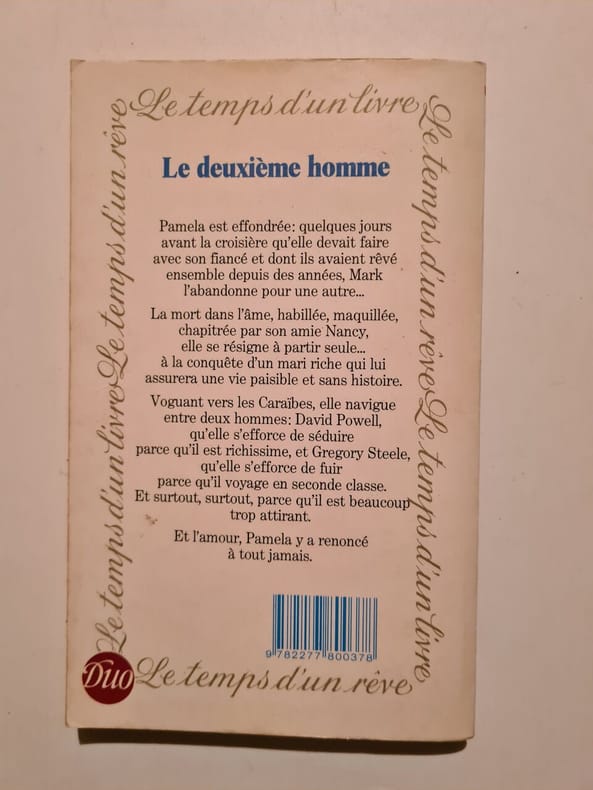 Le temps d'un livre
Le temps d'un rêve
Le temps d'un livre
Le temps d'un rêve
Le temps d'un livre
Le deuxième homme
Pamela est effondrée: quelques jours
avant la croisière qu'elle devait faire
avec son fiancé et dont ils avaient rêvé
ensemble depuis des années, Mark
l'abandonne pour une autre...
La mort dans l'âme, habillée, maquillée,
chapitrée par son amie Nancy,
elle se résigne à partir seule...
à la conquête d'un mari riche qui lui
assurera une vie paisible et sans histoire.
Voguant vers les Caraïbes, elle navigue
entre deux hommes: David Powell,
qu'elle s'efforce de séduire
parce qu'il est richissime, et Gregory Steele,
qu'elle s'efforce de fuir
parce qu'il voyage en seconde classe.
Et surtout, surtout, parce qu'il est beaucoup
trop attirant.
Et l'amour, Pamela y a renoncé
à tout jamais.
9 782277 800378
Duo
Le temps d'un rêve